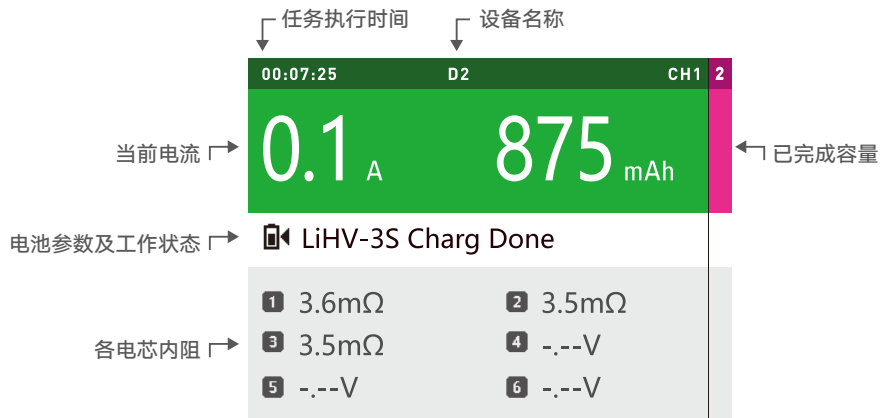 任务执行时间 设备名称
00:07:25 D2 CH1 2
当前电流 0.1 A 875 mAh 已完成容量
电池参数及工作状态 LiHV-3S Charg Done
1 3.6mΩ 2 3.5mΩ
各电芯内阻 3 3.5mΩ 4 -.--V
5 -.--V 6 -.--V